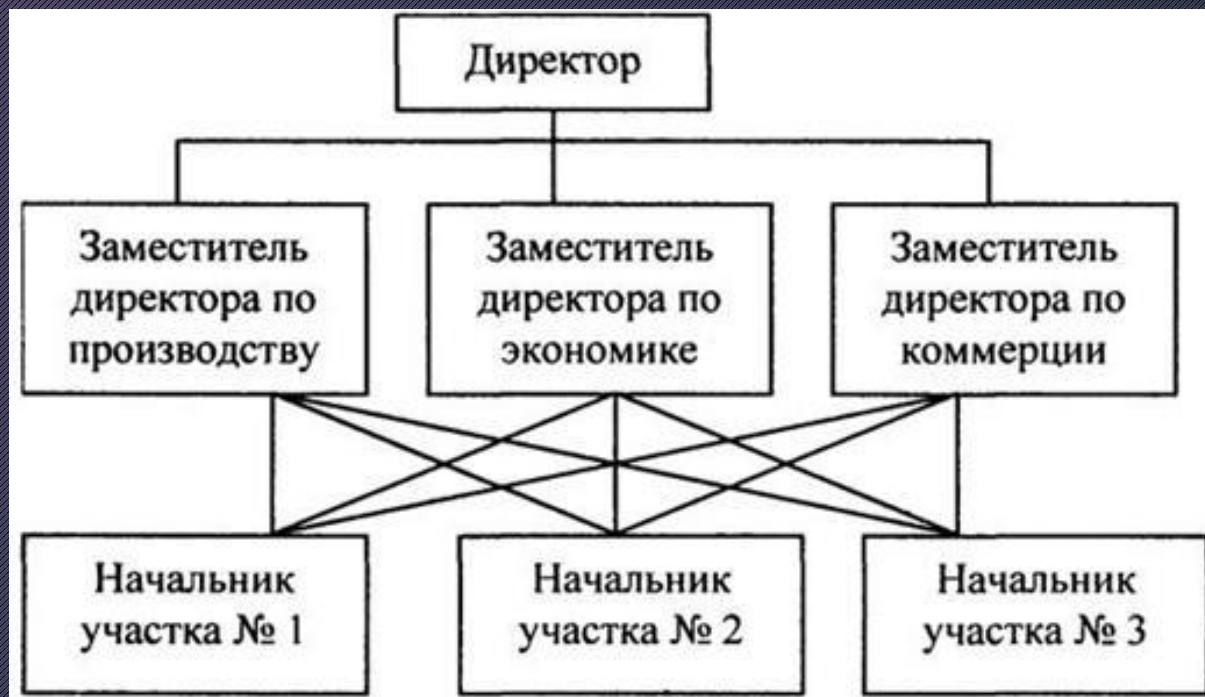 Директор
Заместитель
директора по
производству
Заместитель
директора по
экономике
Заместитель
директора по
коммерции
Начальник
участка № 1
Начальник
участка № 2
Начальник
участка № 3